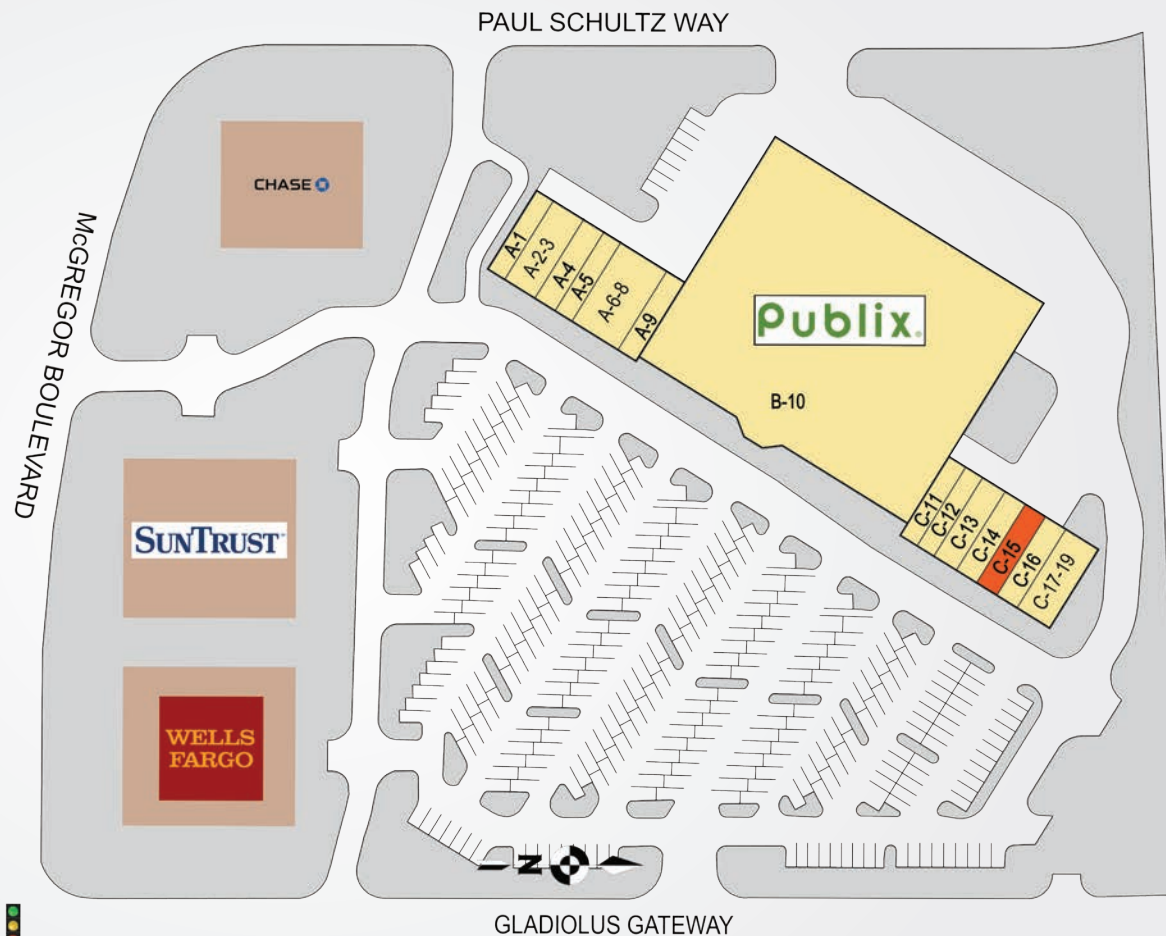 PAUL SCHULTZ WAY
CHASE
McGREGOR BOULEVARD
A-1
A-2-3
A-4
A-5
A-6-8
A-9
Publix.
B-10
C-11
C-12
C-13
C-14
C-15
C-16
C-17-19
SUNTRUST
WELLS
FARGO
N
GLADIOLUS GATEWAY